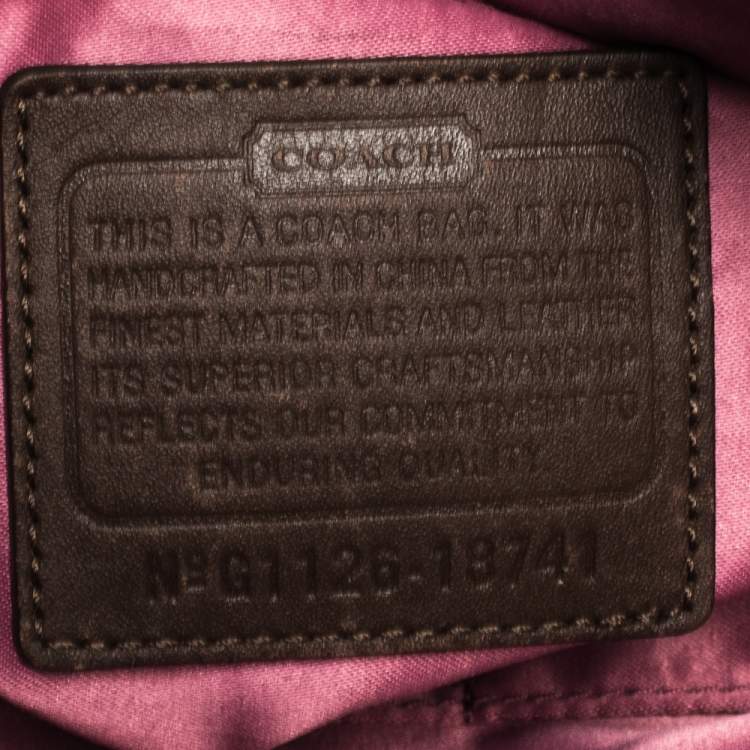 COACH
THIS IS A COACH BAG. IT WAS
HANDCRAFTED IN CHINA FROM THE
FINEST MATERIALS AND LEATHER
ITS SUPERIOR CRAFTSMANSHIP
REFLECTS OUR COMMITMENT TO
ENDURING QUALITY
Nº G1126-18741